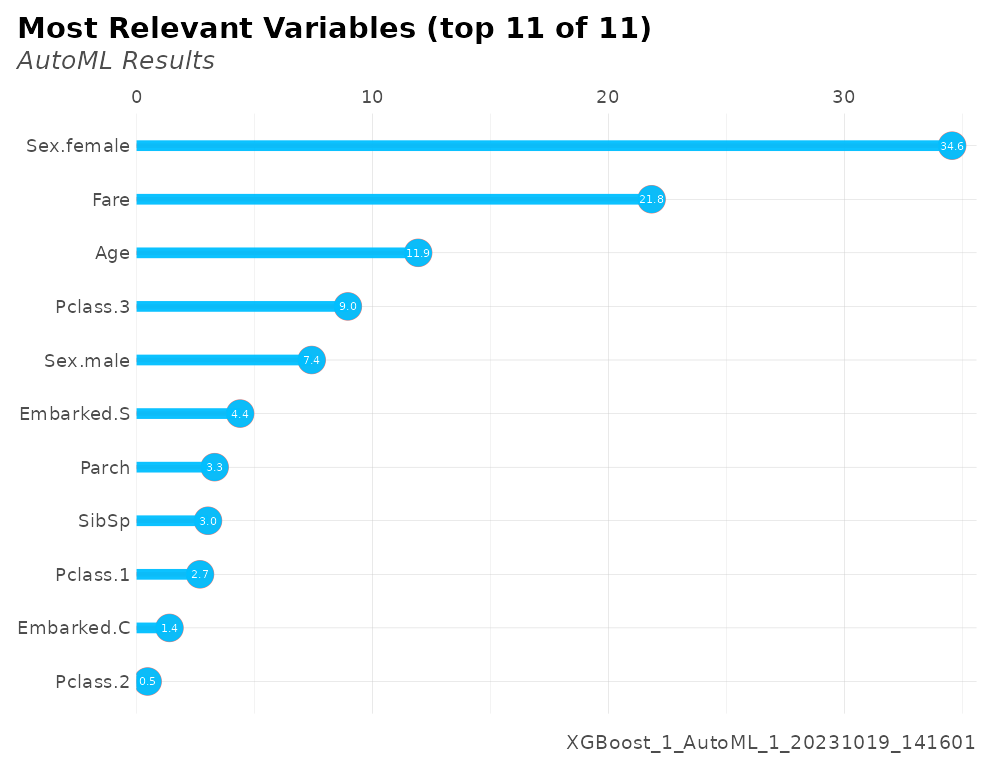 Most Relevant Variables (top 11 of 11)
AutoML Results
0 10 20 30
Sex.female 34.6
Fare 21.8
Age 11.9
Pclass.3 9.0
Sex.male 7.4
Embarked.S 4.4
Parch 3.3
SibSp 3.0
Pclass.1 2.7
Embarked.C 1.4
Pclass.2 0.5
XGBoost_1_AutoML_1_20231019_141601